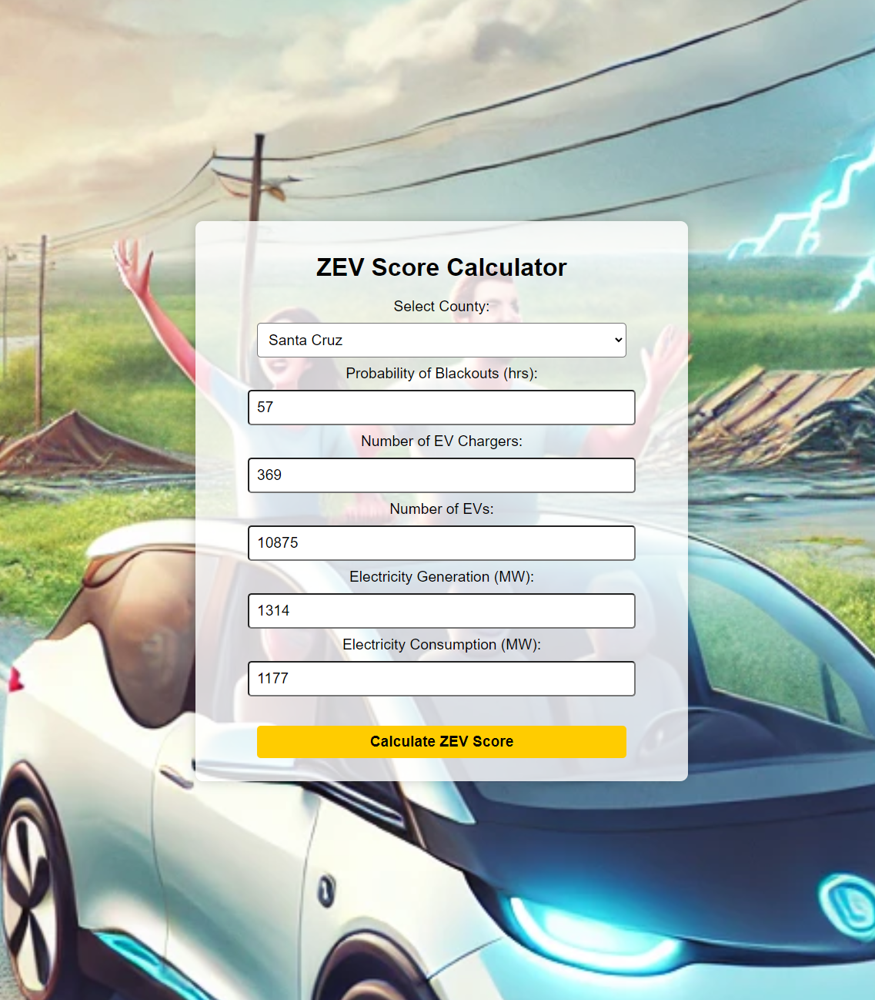 ZEV Score Calculator
Select County:
Santa Cruz
Probability of Blackouts (hrs):
57
Number of EV Chargers:
369
Number of EVs:
10875
Electricity Generation (MW):
1314
Electricity Consumption (MW):
1177
Calculate ZEV Score